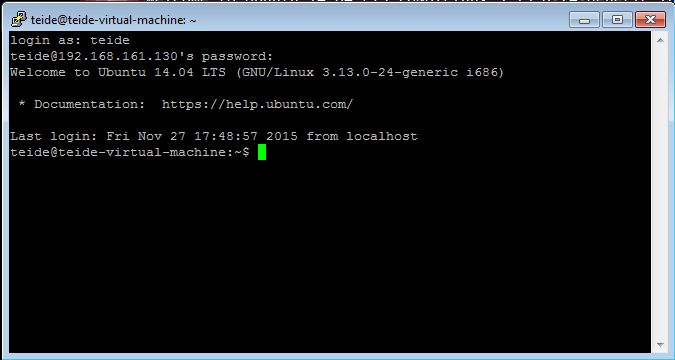 teide@teide-virtual-machine: ~
login as: teide
teide@192.168.161.130's password:
Welcome to Ubuntu 14.04 LTS (GNU/Linux 3.13.0-24-generic i686)
* Documentation:  https://help.ubuntu.com/
Last login: Fri Nov 27 17:48:57 2015 from localhost
teide@teide-virtual-machine:~$